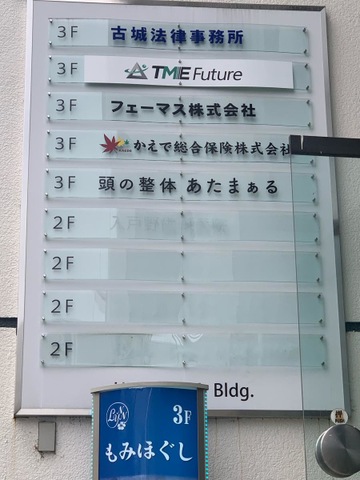 3F 古城法律事務所
3F TME Future
3F フェーマス株式会社
3F かえで総合保険株式会社
3F 頭の整体 あたまぁる
2F
2F
2F
2F
Bldg.
3F
もみほぐし